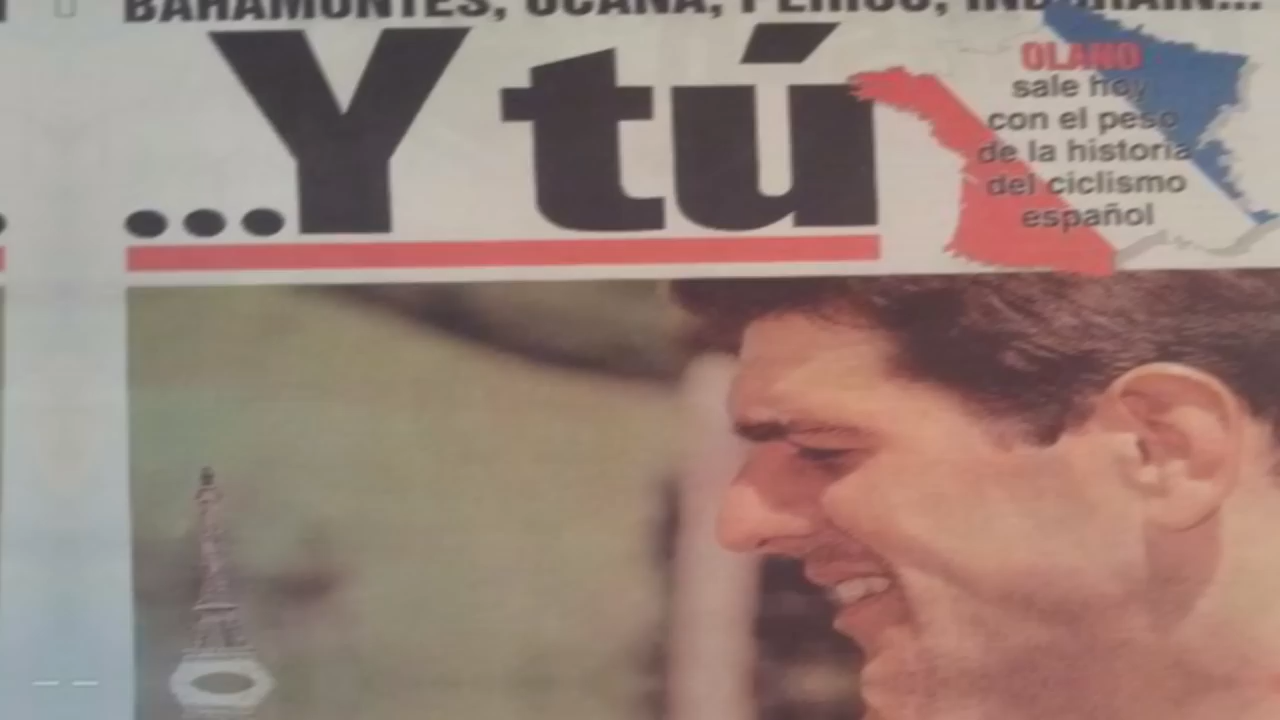 BAHAMONTES, OCAÑA, PERICO, INDURAIN...
...Y tú
OLANO
sale hoy
con el peso
de la historia
del ciclismo
español